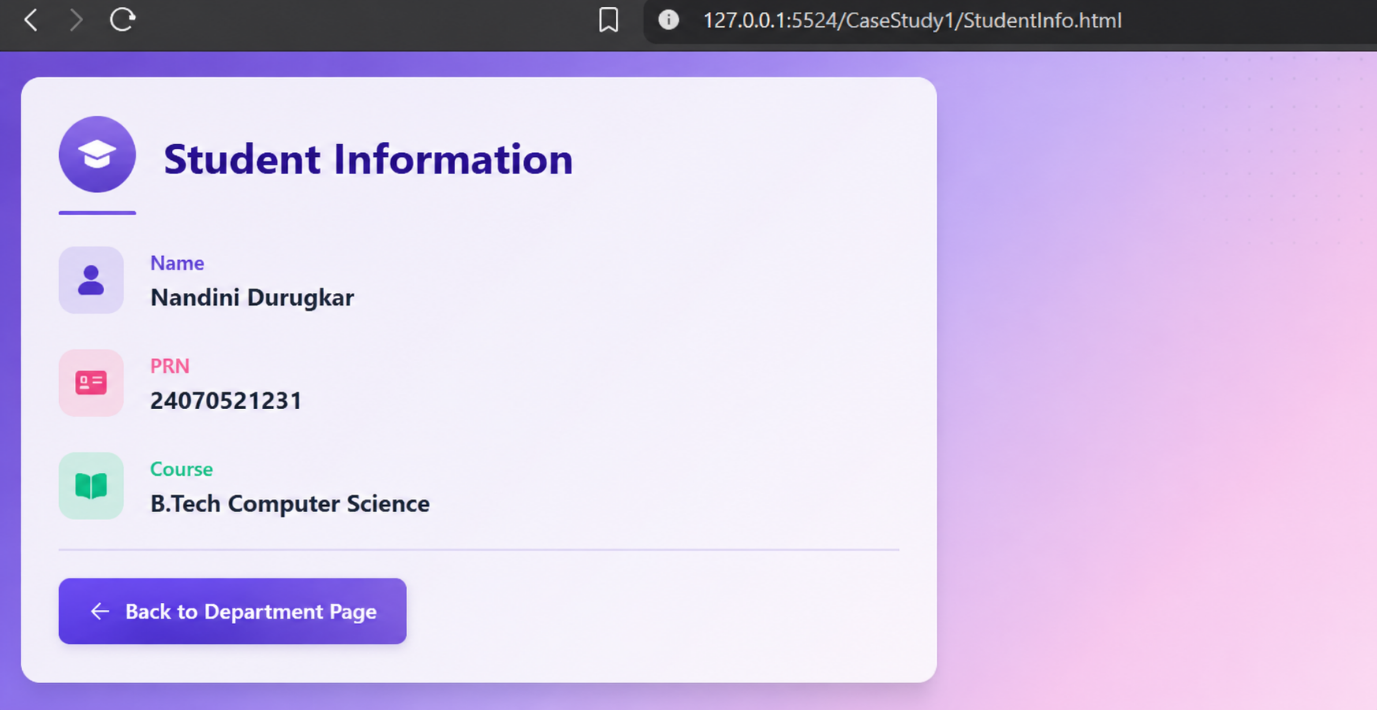 127.0.0.1:5524/CaseStudy1/StudentInfo.html
Student Information
Name
Nandini Durugkar
PRN
24070521231
Course
B.Tech Computer Science
← Back to Department Page